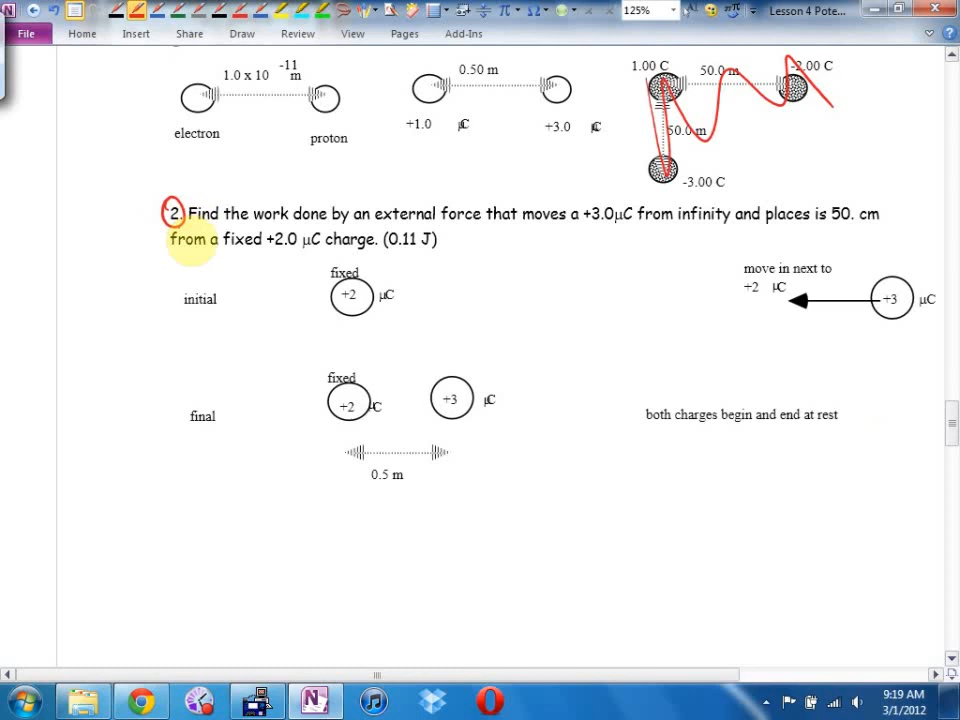 125%
Lesson 4 Pote...
File Home Insert Share Draw Review View Pages Add-Ins
1.0 x 10 -11 m
0.50 m
1.00 C 50.0 m -2.00 C
electron
proton
+1.0 μC
+3.0 μC
50.0 m
-3.00 C
2. Find the work done by an external force that moves a +3.0μC from infinity and places is 50. cm
from a fixed +2.0 μC charge. (0.11 J)
initial
fixed
+2 μC
move in next to
+2 μC
+3 μC
final
fixed
+2 μC
+3 μC
both charges begin and end at rest
0.5 m
9:19 AM
3/1/2012